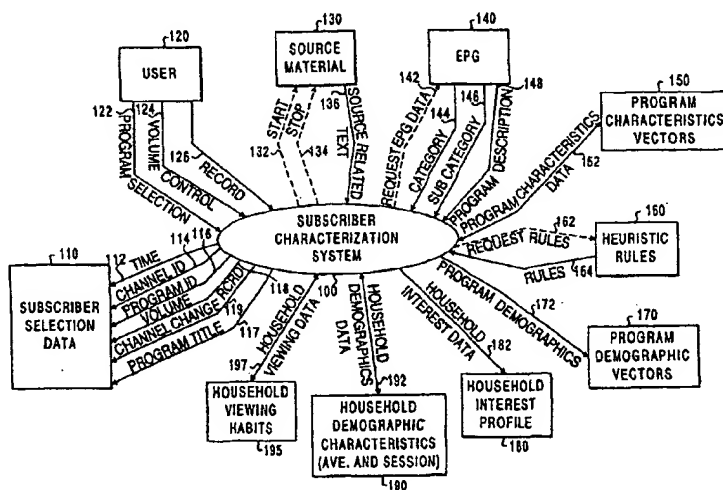 120
USER
122
PROGRAM SELECTION
124
VOLUME CONTROL
126
RECORD
130
SOURCE
MATERIAL
START
132
STOP
134
136
SOURCE RELATED
TEXT
140
EPG
142
REQUEST EPG DATA
144
CATEGORY
146
SUB CATEGORY
148
PROGRAM DESCRIPTION
150
PROGRAM
CHARACTERISTICS
VECTORS
PROGRAM CHARACTERISTICS
DATA
152
SUBSCRIBER
CHARACTERIZATION
SYSTEM
100
REQUEST RULES
162
RULES
164
160
HEURISTIC
RULES
110
SUBSCRIBER
SELECTION
DATA
112
TIME
114
CHANNEL ID
116
PROGRAM ID
VOLUME
RCRD
118
CHANNEL CHANGE
119
PROGRAM TITLE
117
PROGRAM DEMOGRAPHICS
172
170
PROGRAM
DEMOGRAPHIC
VECTORS
HOUSEHOLD
INTEREST DATA
182
HOUSEHOLD
INTEREST
PROFILE
180
HOUSEHOLD
DEMOGRAPHICS
DATA
192
HOUSEHOLD
DEMOGRAPHIC
CHARACTERISTICS
(AVE. AND SESSION)
190
HOUSEHOLD
VIEWING DATA
197
HOUSEHOLD
VIEWING
HABITS
195